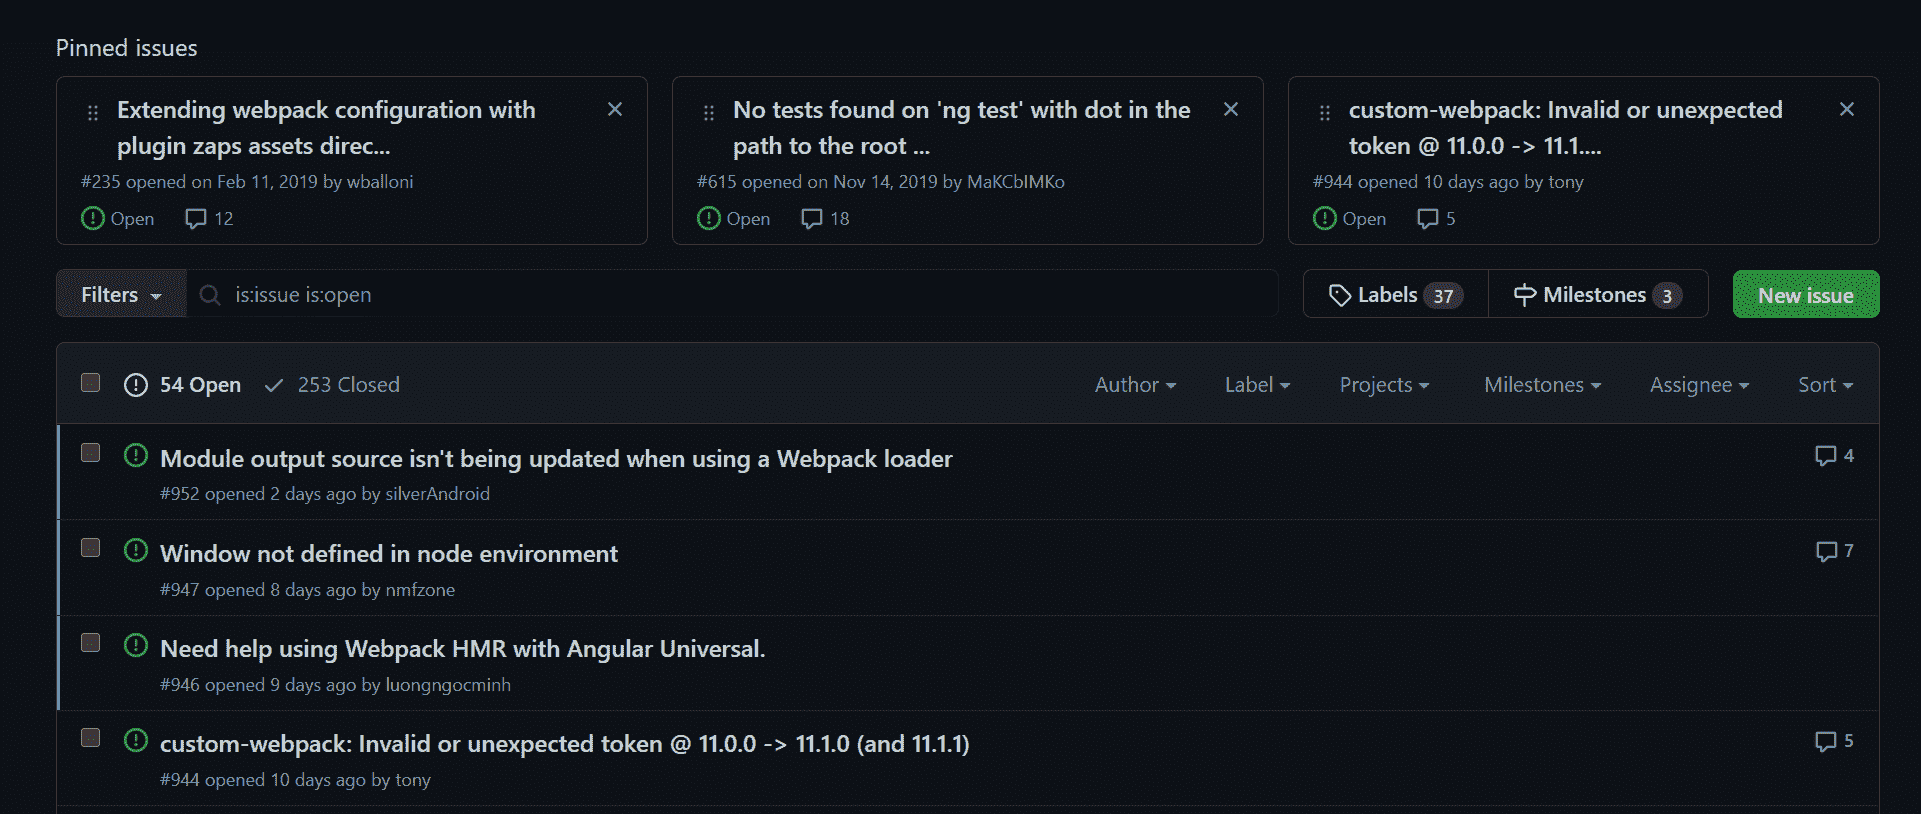 Pinned issues
Extending webpack configuration with
plugin zaps assets direc...
#235 opened on Feb 11, 2019 by wballoni
Open 12
No tests found on 'ng test' with dot in the
path to the root ...
#615 opened on Nov 14, 2019 by MaKCbIMKo
Open 18
custom-webpack: Invalid or unexpected
token @ 11.0.0 -> 11.1....
#944 opened 10 days ago by tony
Open 5
Filters is:issue is:open Labels 37 Milestones 3 New issue
54 Open 253 Closed Author Label Projects Milestones Assignee Sort
Module output source isn't being updated when using a Webpack loader 4
#952 opened 2 days ago by silverAndroid
Window not defined in node environment 7
#947 opened 8 days ago by nmfzone
Need help using Webpack HMR with Angular Universal.
#946 opened 9 days ago by luongngocminh
custom-webpack: Invalid or unexpected token @ 11.0.0 -> 11.1.0 (and 11.1.1) 5
#944 opened 10 days ago by tony